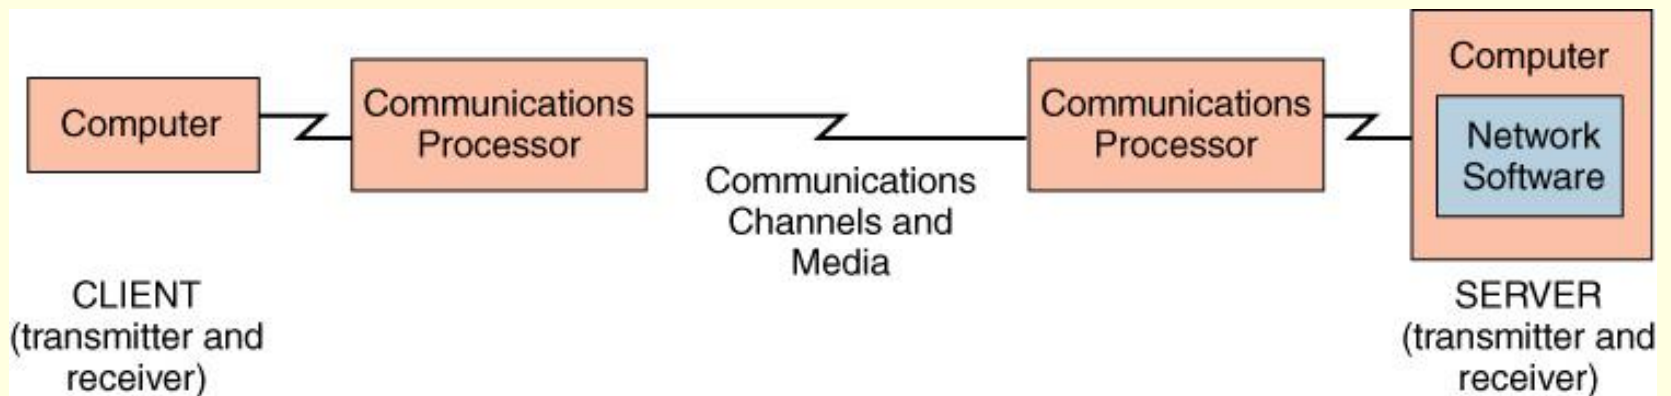 Computer
Communications
Processor
Communications
Channels and
Media
Communications
Processor
Computer
Network
Software
CLIENT
(transmitter and
receiver)
SERVER
(transmitter and
receiver)